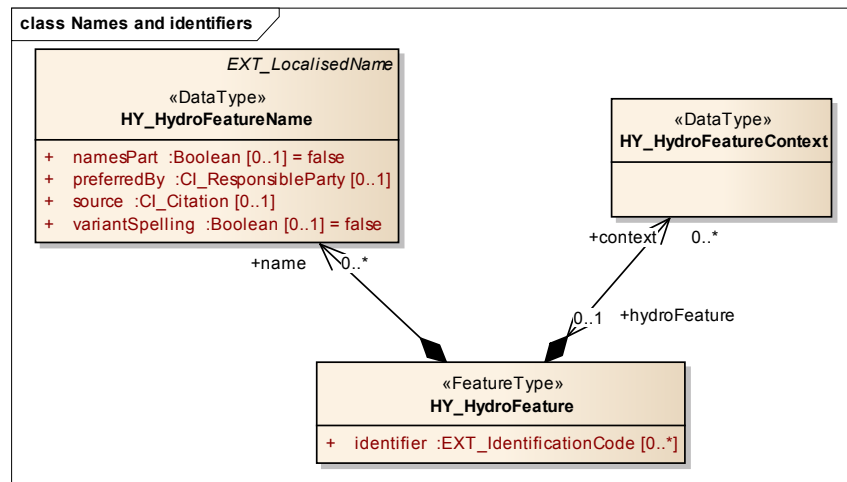 class Names and identifiers
EXT_LocalisedName
«DataType»
HY_HydroFeatureName
+ namesPart :Boolean [0..1] = false
+ preferredBy :CI_ResponsibleParty [0..1]
+ source :CI_Citation [0..1]
+ variantSpelling :Boolean [0..1] = false
«DataType»
HY_HydroFeatureContext
+name 0..*
+context 0..*
0..1 +hydroFeature
«FeatureType»
HY_HydroFeature
+ identifier :EXT_IdentificationCode [0..*]